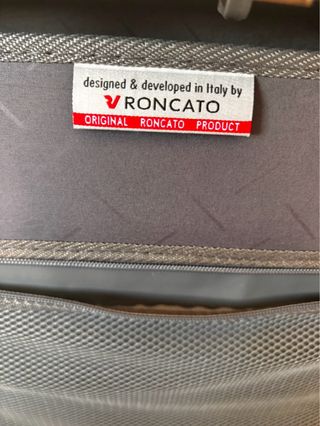 designed & developed in Italy by
RONCATO
ORIGINAL RONCATO PRODUCT